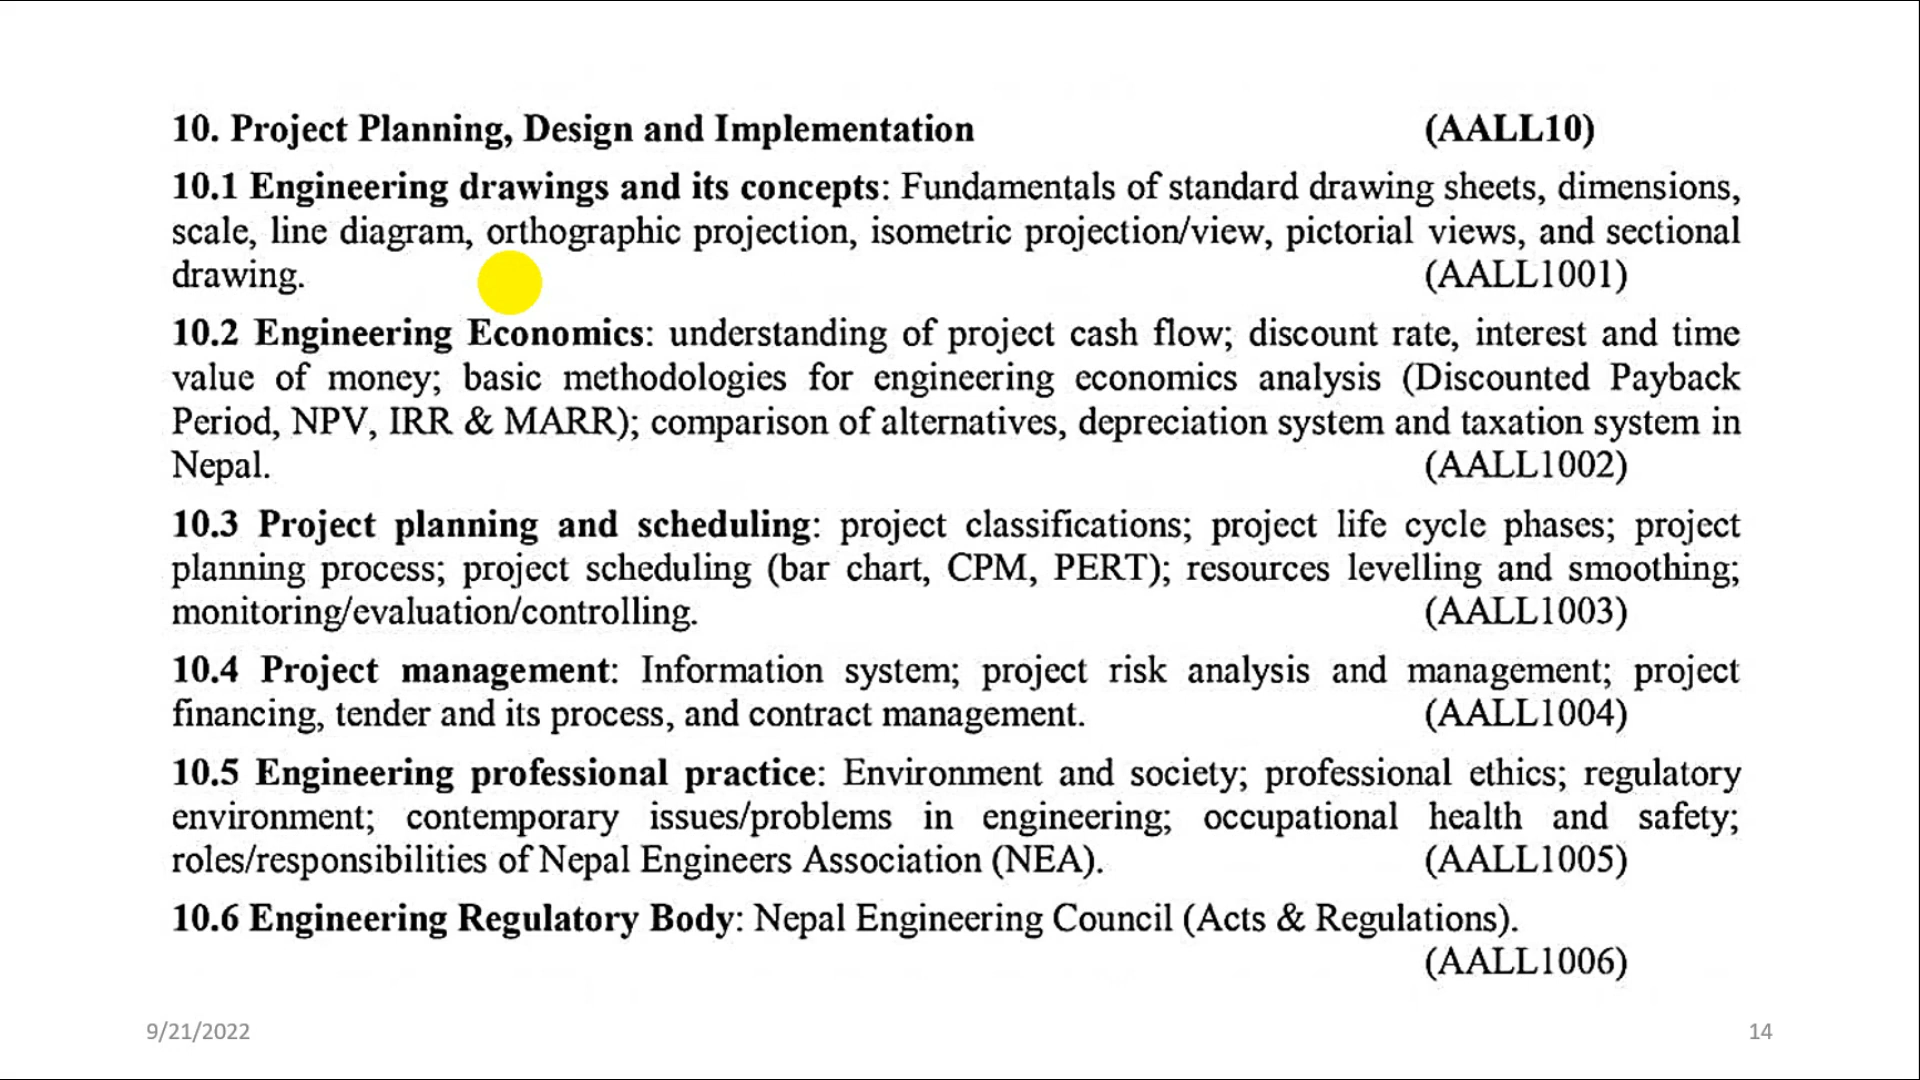 10. Project Planning, Design and Implementation (AALL10)
10.1 Engineering drawings and its concepts: Fundamentals of standard drawing sheets, dimensions,
scale, line diagram, orthographic projection, isometric projection/view, pictorial views, and sectional
drawing. (AALL1001)
10.2 Engineering Economics: understanding of project cash flow; discount rate, interest and time
value of money; basic methodologies for engineering economics analysis (Discounted Payback
Period, NPV, IRR & MARR); comparison of alternatives, depreciation system and taxation system in
Nepal. (AALL1002)
10.3 Project planning and scheduling: project classifications; project life cycle phases; project
planning process; project scheduling (bar chart, CPM, PERT); resources levelling and smoothing;
monitoring/evaluation/controlling. (AALL1003)
10.4 Project management: Information system; project risk analysis and management; project
financing, tender and its process, and contract management. (AALL1004)
10.5 Engineering professional practice: Environment and society; professional ethics; regulatory
environment; contemporary issues/problems in engineering; occupational health and safety;
roles/responsibilities of Nepal Engineers Association (NEA). (AALL1005)
10.6 Engineering Regulatory Body: Nepal Engineering Council (Acts & Regulations).
(AALL1006)
9/21/2022 14